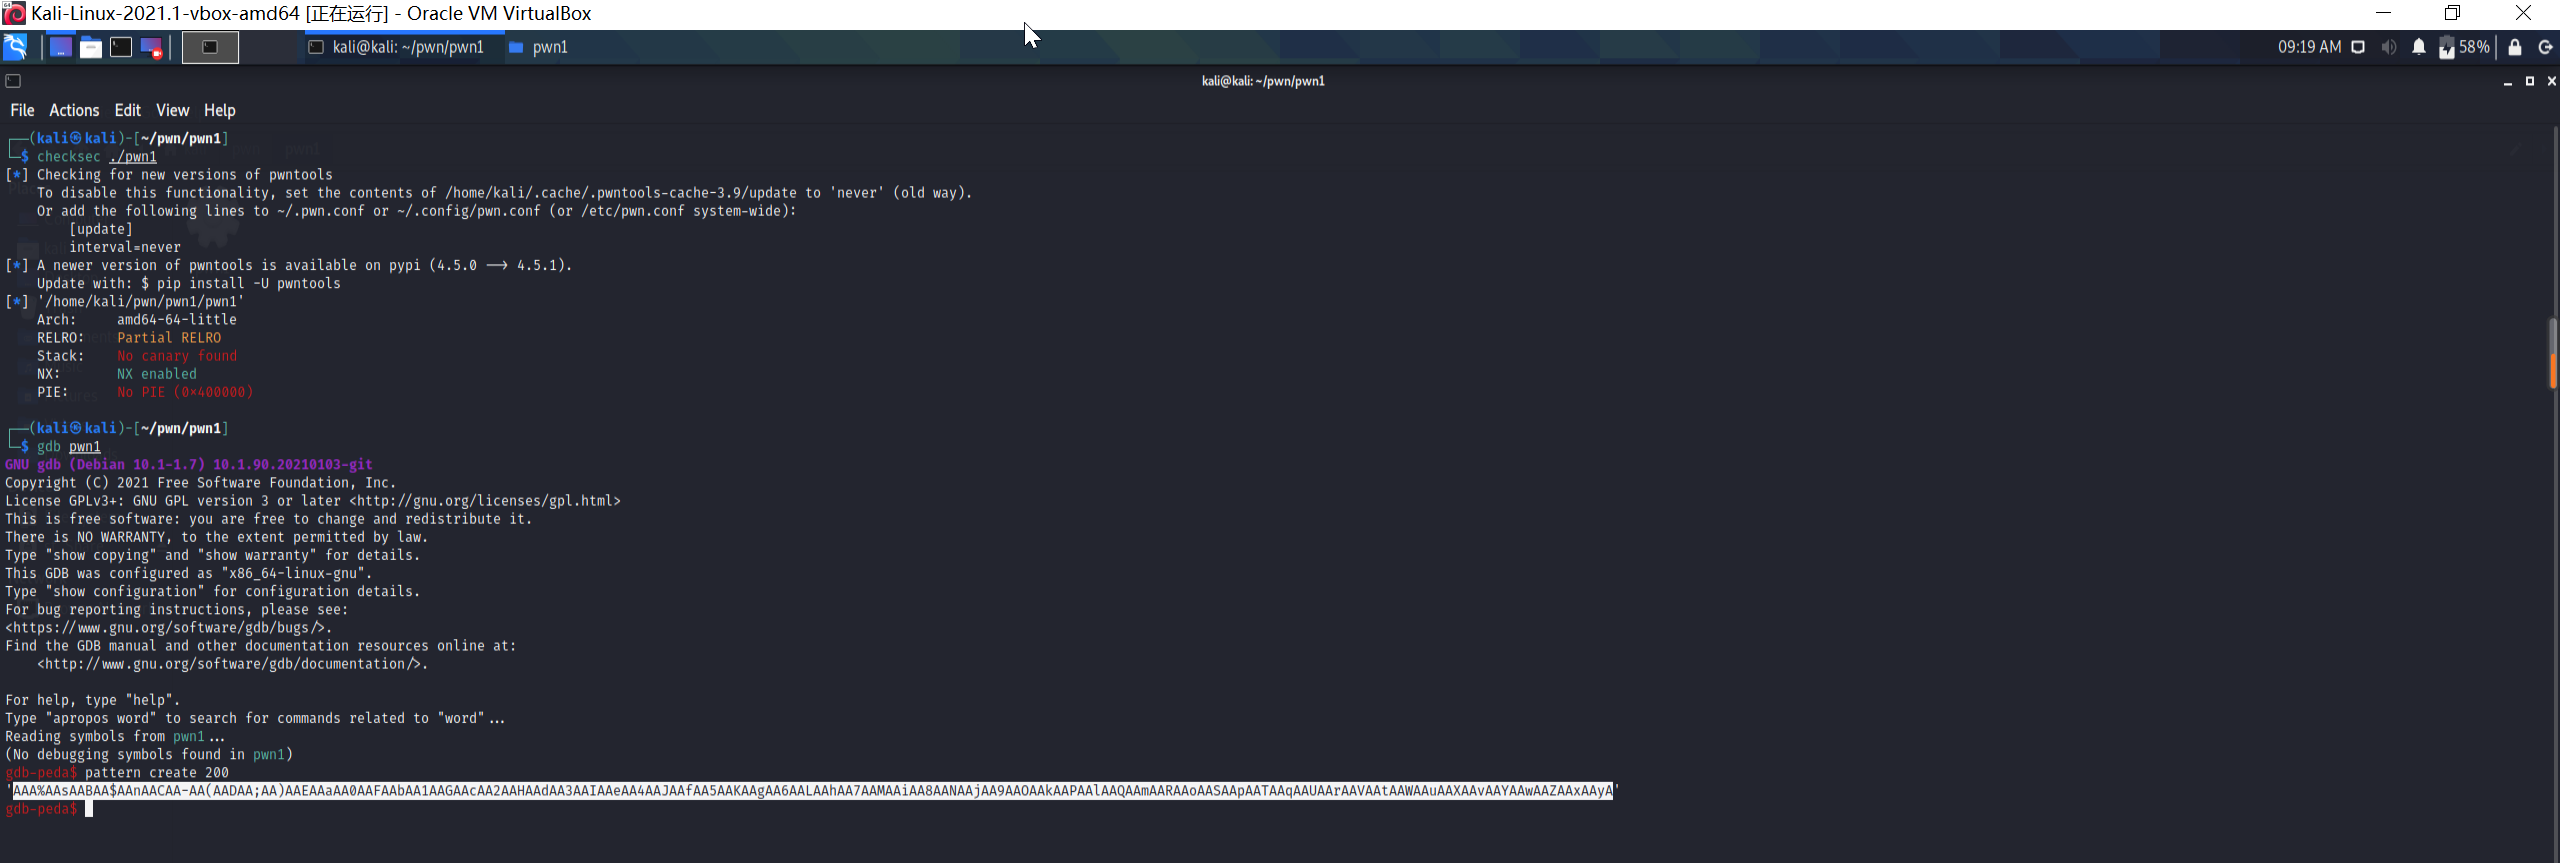 Kali-Linux-2021.1-vbox-amd64 [正在运行] - Oracle VM VirtualBox
kali@kali: ~/pwn/pwn1 pwn1 09:19 AM 58%
kali@kali: ~/pwn/pwn1
File Actions Edit View Help
(kali㉿kali)-[~/pwn/pwn1]
$ checksec ./pwn1
[*] Checking for new versions of pwntools
To disable this functionality, set the contents of /home/kali/.cache/.pwntools-cache-3.9/update to 'never' (old way).
Or add the following lines to ~/.pwn.conf or ~/.config/pwn.conf (or /etc/pwn.conf system-wide):
[update]
interval=never
[*] A newer version of pwntools is available on pypi (4.5.0 --> 4.5.1).
Update with: $ pip install -U pwntools
[*] '/home/kali/pwn/pwn1/pwn1'
Arch: amd64-64-little
RELRO: Partial RELRO
Stack: No canary found
NX: NX enabled
PIE: No PIE (0x400000)
(kali㉿kali)-[~/pwn/pwn1]
$ gdb pwn1
GNU gdb (Debian 10.1-1.7) 10.1.90.20210103-git
Copyright (C) 2021 Free Software Foundation, Inc.
License GPLv3+: GNU GPL version 3 or later <http://gnu.org/licenses/gpl.html>
This is free software: you are free to change and redistribute it.
There is NO WARRANTY, to the extent permitted by law.
Type "show copying" and "show warranty" for details.
This GDB was configured as "x86_64-linux-gnu".
Type "show configuration" for configuration details.
For bug reporting instructions, please see:
<https://www.gnu.org/software/gdb/bugs/>.
Find the GDB manual and other documentation resources online at:
<http://www.gnu.org/software/gdb/documentation/>.
For help, type "help".
Type "apropos word" to search for commands related to "word"...
Reading symbols from pwn1...
(No debugging symbols found in pwn1)
gdb-peda$ pattern create 200
'AAA%AAsAABAA$AAnAACAA-AA(AADAA;AA)AAEAAaAA0AAFAAbAA1AAGAAcAA2AAHAAdAA3AAIAAeAA4AAJAAfAA5AAKAAgAA6AALAAhAA7AAMAAiAA8AANAAjAA9AAOAAkAAPAAlAAQAAmAARAAoAASAApAATAAqAAUAArAAVAAtAAWAAuAAXAAvAAYAAwAAZAAxAAyA'
gdb-peda$